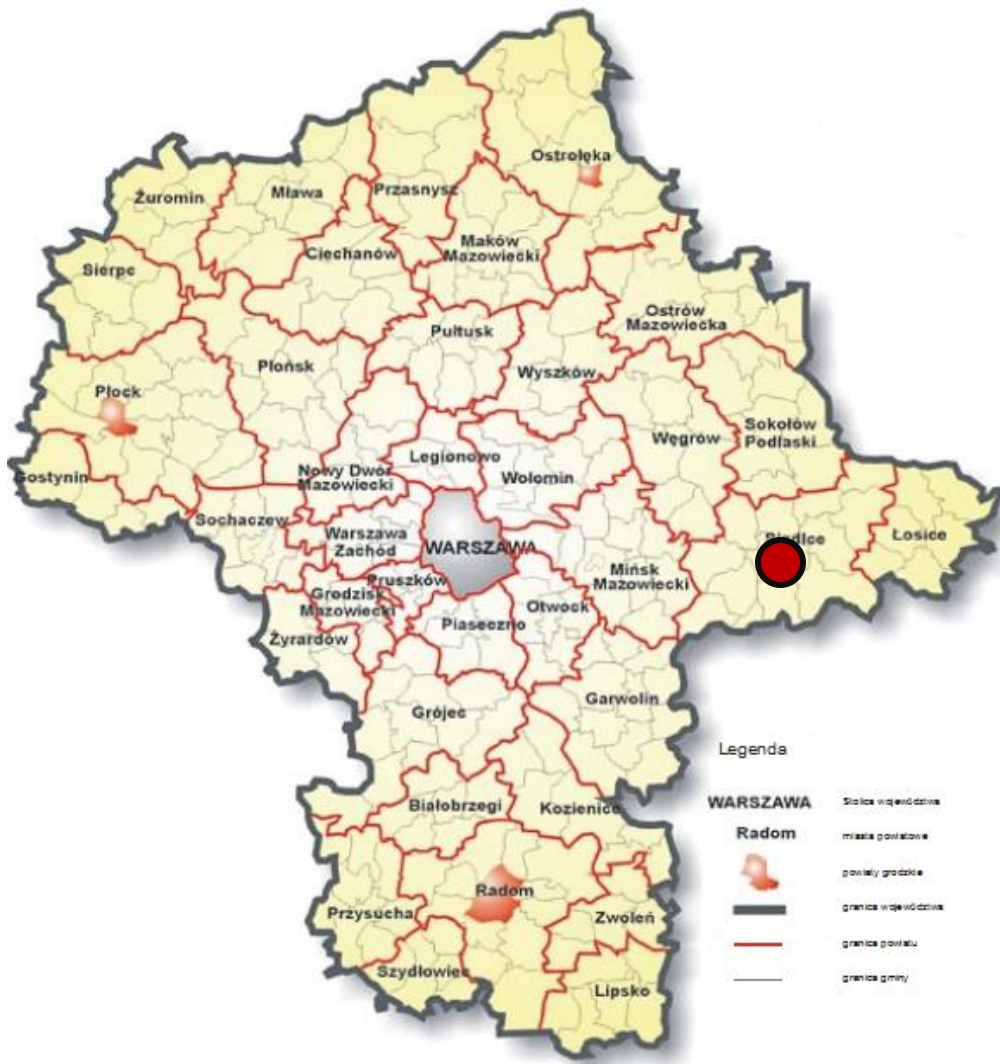 Ostrołęka
Żuromin
Mława
Przasnysz
Ciechanów
Maków
Mazowiecki
Sierpc
Ostrów
Mazowiecka
Pułtusk
Płońsk
Wyszków
Płock
Sokołów
Podlaski
Węgrów
Legionowo
Gostynin
Nowy Dwór
Mazowiecki
Wołomin
Sochaczew
Warszawa
Zachód
WARSZAWA
Siedlce
Łosice
Mińsk
Mazowiecki
Pruszków
Grodzisk
Mazowiecki
Otwock
Piaseczno
Żyrardów
Garwolin
Grójec
Białobrzegi
Kozienice
Radom
Przysucha
Zwoleń
Szydłowiec
Lipsko
Legenda
WARSZAWA Stolica województwa
Radom miasta powiatowe
powiaty grodzkie
granica województwa
granica powiatu
granica gminy